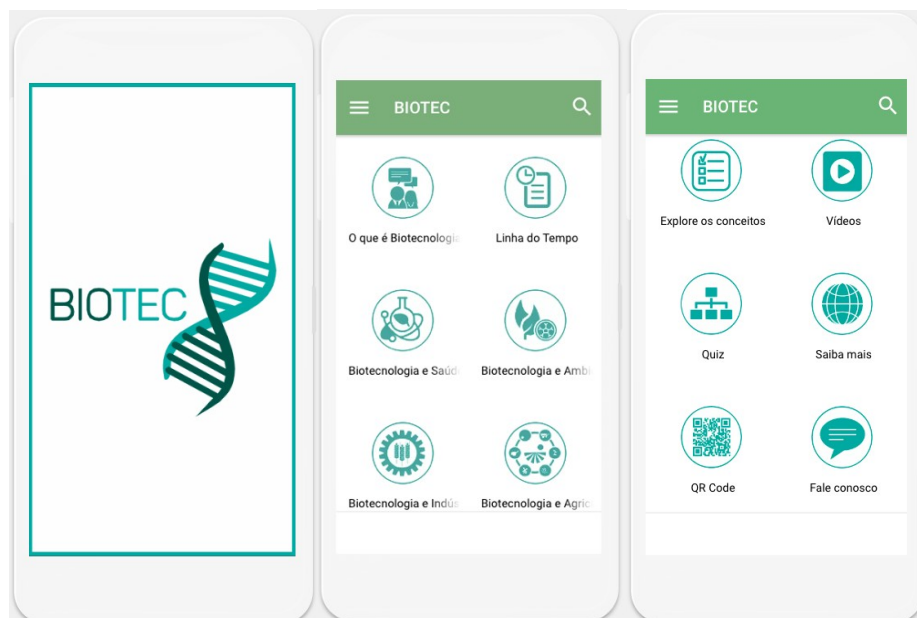 BIOTEC
BIOTEC
O que é Biotecnologia
Linha do Tempo
Biotecnologia e Saúd
Biotecnologia e Ambi
Biotecnologia e Indús
Biotecnologia e Agric
BIOTEC
Explore os conceitos
Vídeos
Quiz
Saiba mais
QR Code
Fale conosco